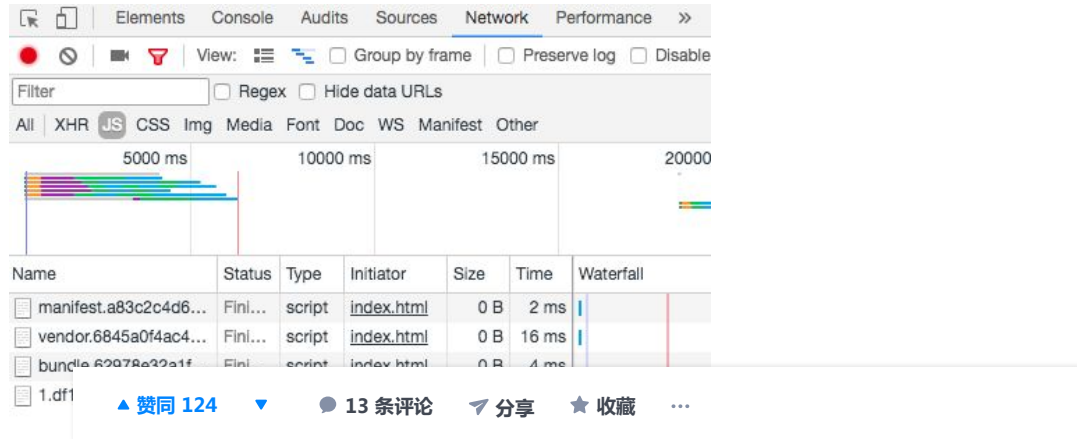 Elements Console Audits Sources Network Performance »
View: Group by frame Preserve log Disable
Filter Regex Hide data URLs
All XHR JS CSS Img Media Font Doc WS Manifest Other
5000 ms 10000 ms 15000 ms 20000
Name Status Type Initiator Size Time Waterfall
manifest.a83c2c4d6... Fini... script index.html 0 B 2 ms
vendor.6845a0f4ac4... Fini... script index.html 0 B 16 ms
bundle.62978e32a1f... Fini... script index.html 0 B 4 ms
1.df1
赞同 124 13 条评论 分享 收藏 ···